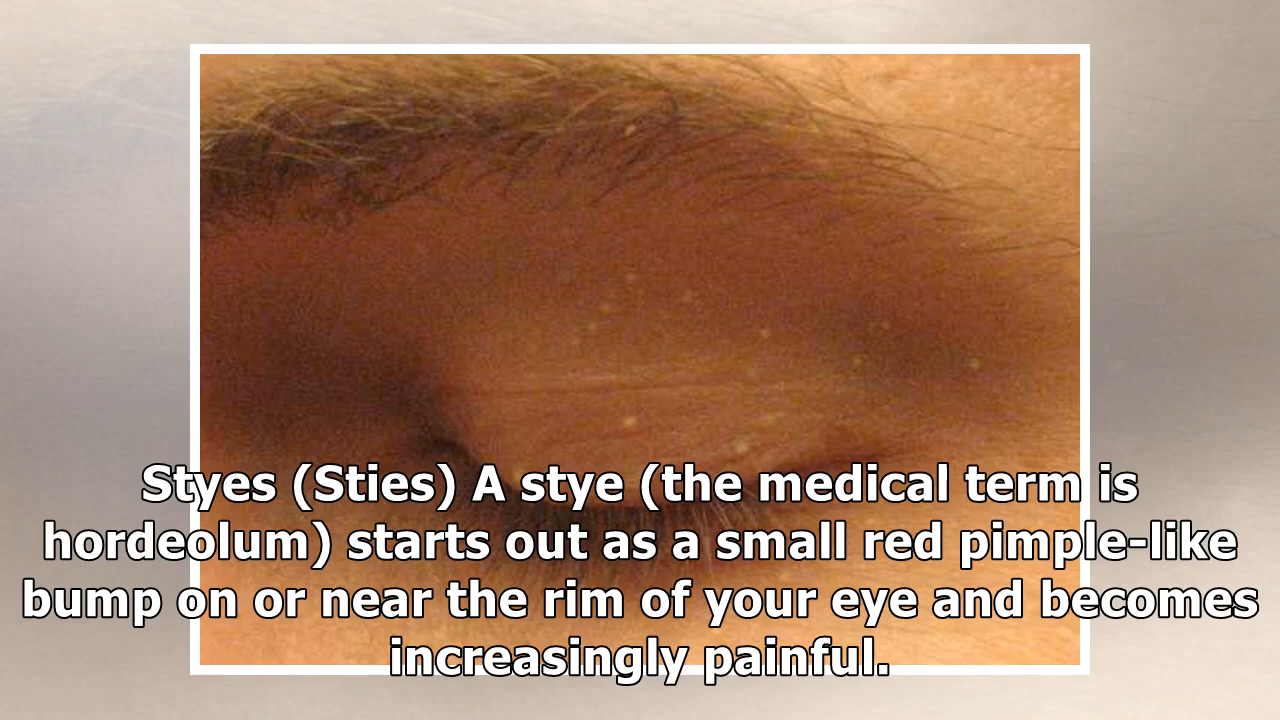 Styes (Sties) A stye (the medical term is
hordeolum) starts out as a small red pimple-like
bump on or near the rim of your eye and becomes
increasingly painful.